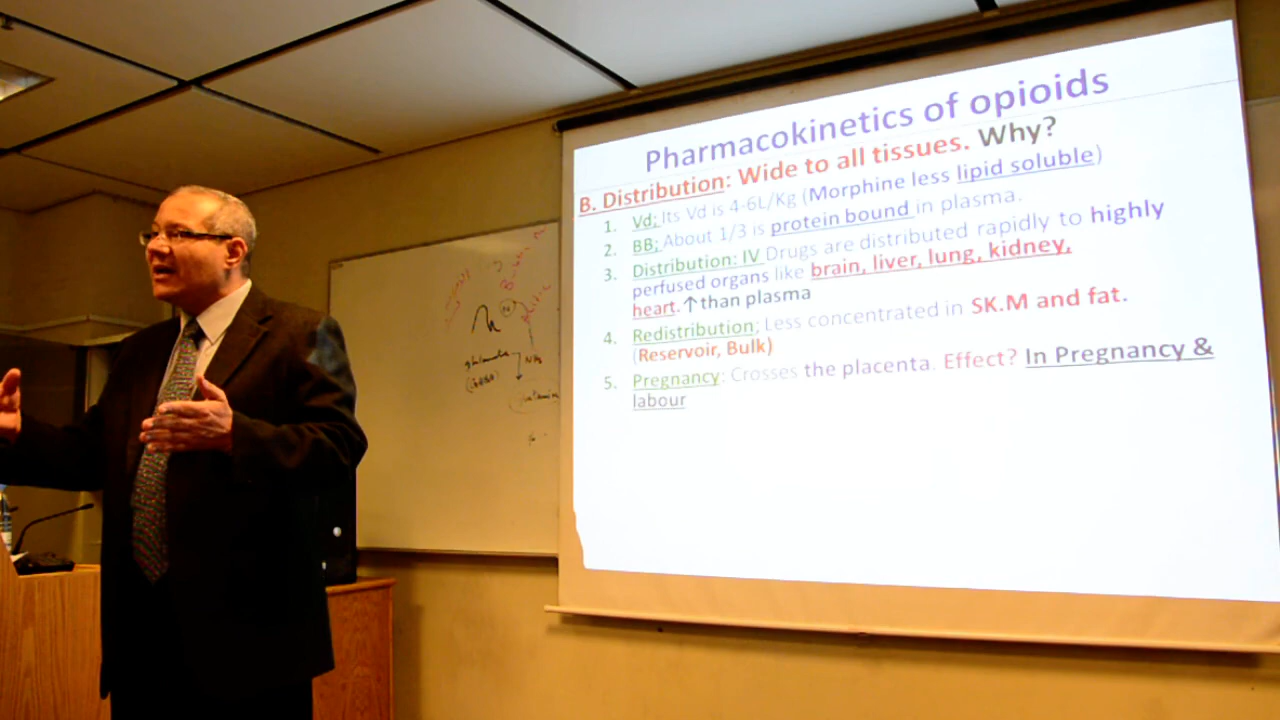 Pharmacokinetics of opioids
B. Distribution: Wide to all tissues. Why?
1. Vd; Its Vd is 4-6L/Kg (Morphine less lipid soluble)
2. BB; About 1/3 is protein bound in plasma.
3. Distribution: IV Drugs are distributed rapidly to highly
perfused organs like brain, liver, lung, kidney,
heart. ↑than plasma
4. Redistribution; Less concentrated in SK.M and fat.
(Reservoir, Bulk)
5. Pregnancy: Crosses the placenta. Effect? In Pregnancy &
labour
glutamate